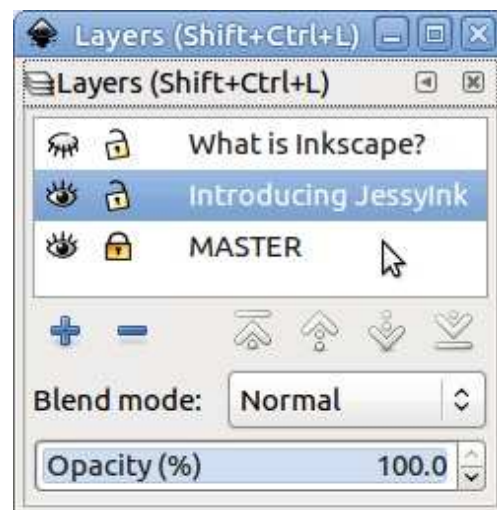 Layers (Shift+Ctrl+L)
Layers (Shift+Ctrl+L)
What is Inkscape?
Introducing JessyInk
MASTER
Blend mode: Normal
Opacity (%) 100.0